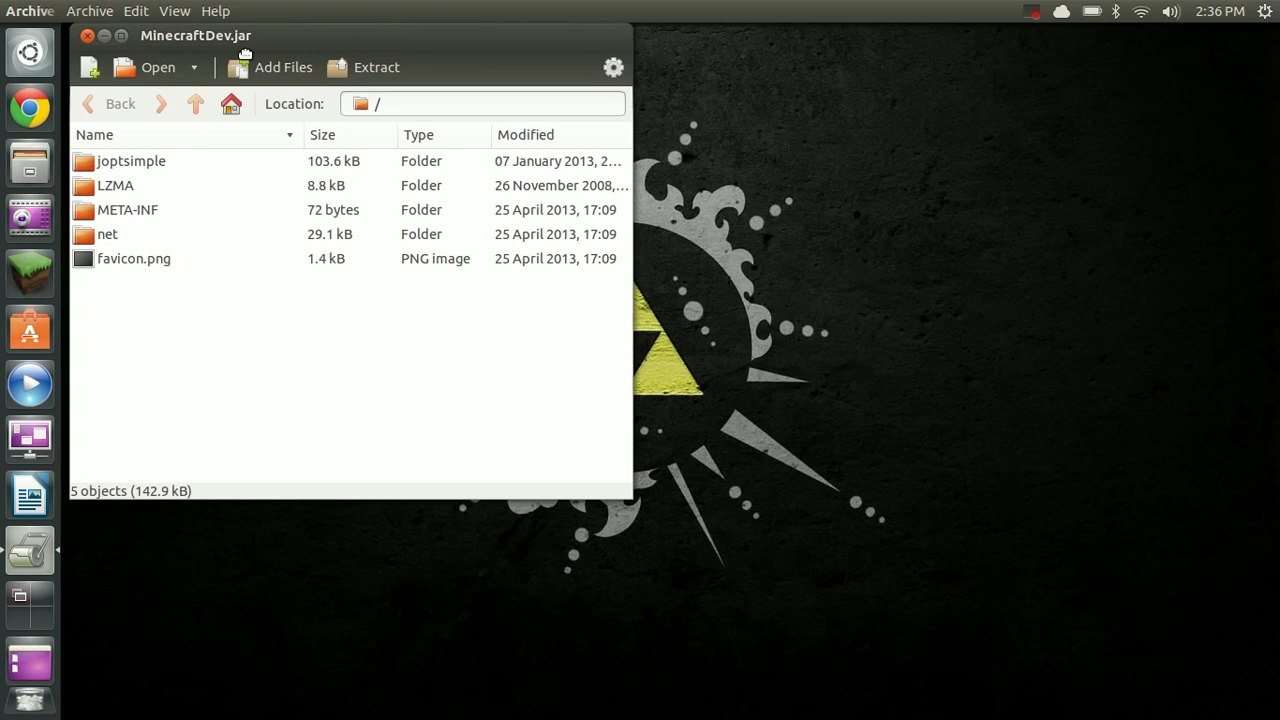 Archive Archive Edit View Help 2:36 PM
MinecraftDev.jar
Open Add Files Extract
Back Location: /
Name Size Type Modified
joptsimple 103.6 kB Folder 07 January 2013, 2...
LZMA 8.8 kB Folder 26 November 2008,...
META-INF 72 bytes Folder 25 April 2013, 17:09
net 29.1 kB Folder 25 April 2013, 17:09
favicon.png 1.4 kB PNG image 25 April 2013, 17:09
5 objects (142.9 kB)